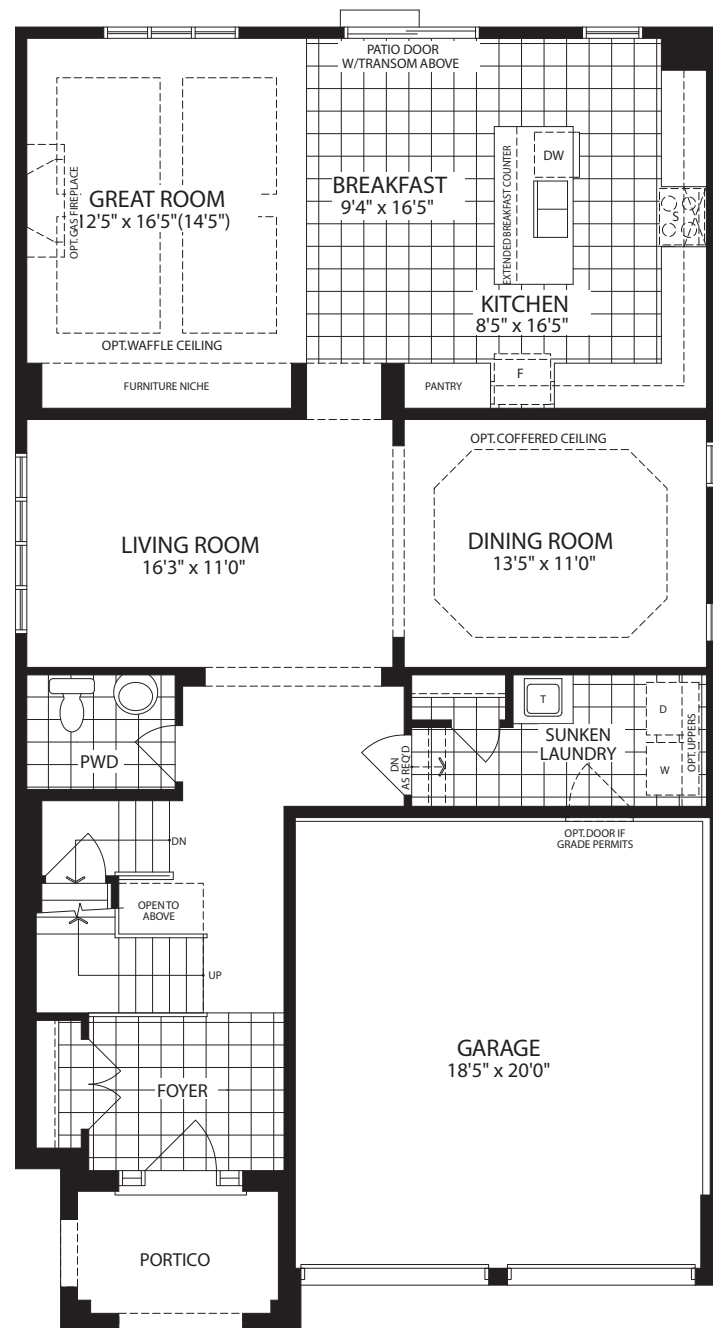 PATIO DOOR
W/TRANSOM ABOVE
GREAT ROOM
12'5" x 16'5"(14'5")
OPT.GAS FIREPLACE
OPT.WAFFLE CEILING
FURNITURE NICHE
BREAKFAST
9'4" x 16'5"
EXTENDED BREAKFAST COUNTER
DW
S
KITCHEN
8'5" x 16'5"
F
PANTRY
LIVING ROOM
16'3" x 11'0"
OPT.COFFERED CEILING
DINING ROOM
13'5" x 11'0"
PWD
DN
AS REQ'D
T
SUNKEN
LAUNDRY
D
W
OPT.UPPERS
OPT.DOOR IF
GRADE PERMITS
DN
OPEN TO
ABOVE
UP
FOYER
GARAGE
18'5" x 20'0"
PORTICO